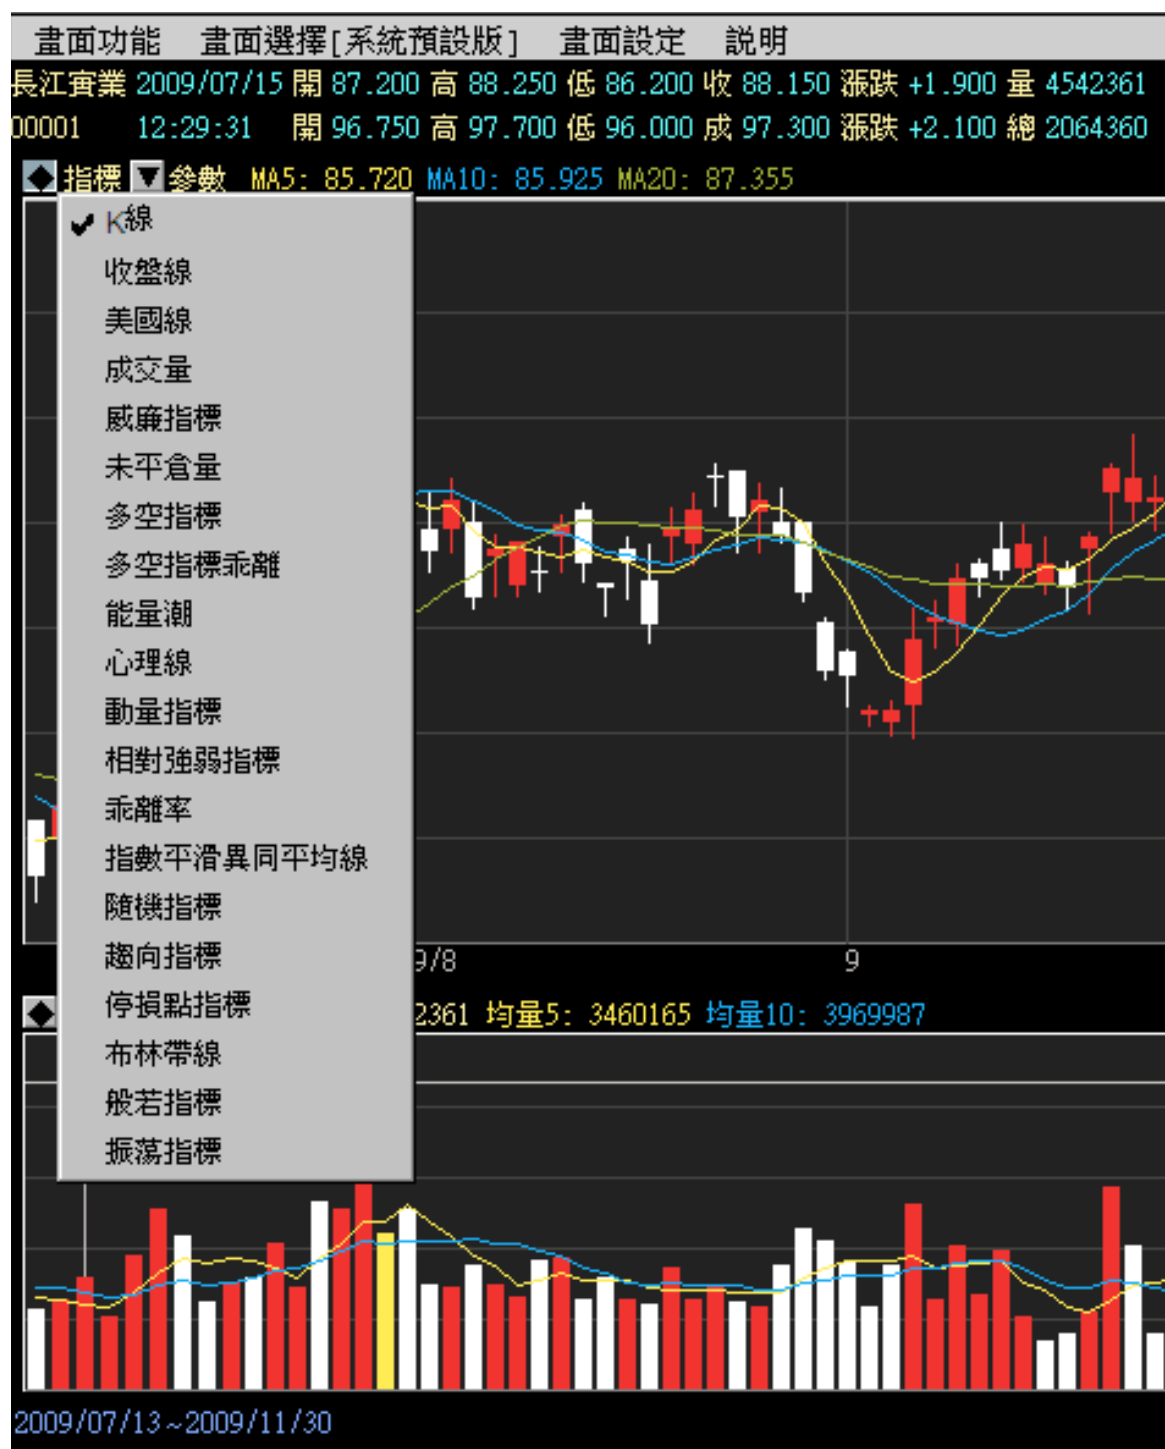 畫面功能 畫面選擇[系統預設版] 畫面設定 説明
長江實業 2009/07/15 開 87.200 高 88.250 低 86.200 收 88.150 漲跌 +1.900 量 4542361
00001 12:29:31 開 96.750 高 97.700 低 96.000 成 97.300 漲跌 +2.100 總 2064360
指標 ▼ 參數 MA5: 85.720 MA10: 85.925 MA20: 87.355
✔ K線
收盤線
美國線
成交量
威廉指標
未平倉量
多空指標
多空指標乖離
能量潮
心理線
動量指標
相對強弱指標
乖離率
指數平滑異同平均線
隨機指標
趨向指標
停損點指標
布林帶線
般若指標
振蕩指標
9/8 9
2361 均量5: 3460165 均量10: 3969987
2009/07/13~2009/11/30